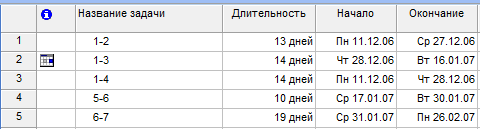 Название задачи Длительность Начало Окончание
1 1-2 13 дней Пн 11.12.06 Ср 27.12.06
2 1-3 14 дней Чт 28.12.06 Вт 16.01.07
3 1-4 14 дней Пн 11.12.06 Чт 28.12.06
4 5-6 10 дней Ср 17.01.07 Вт 30.01.07
5 6-7 19 дней Ср 31.01.07 Пн 26.02.07